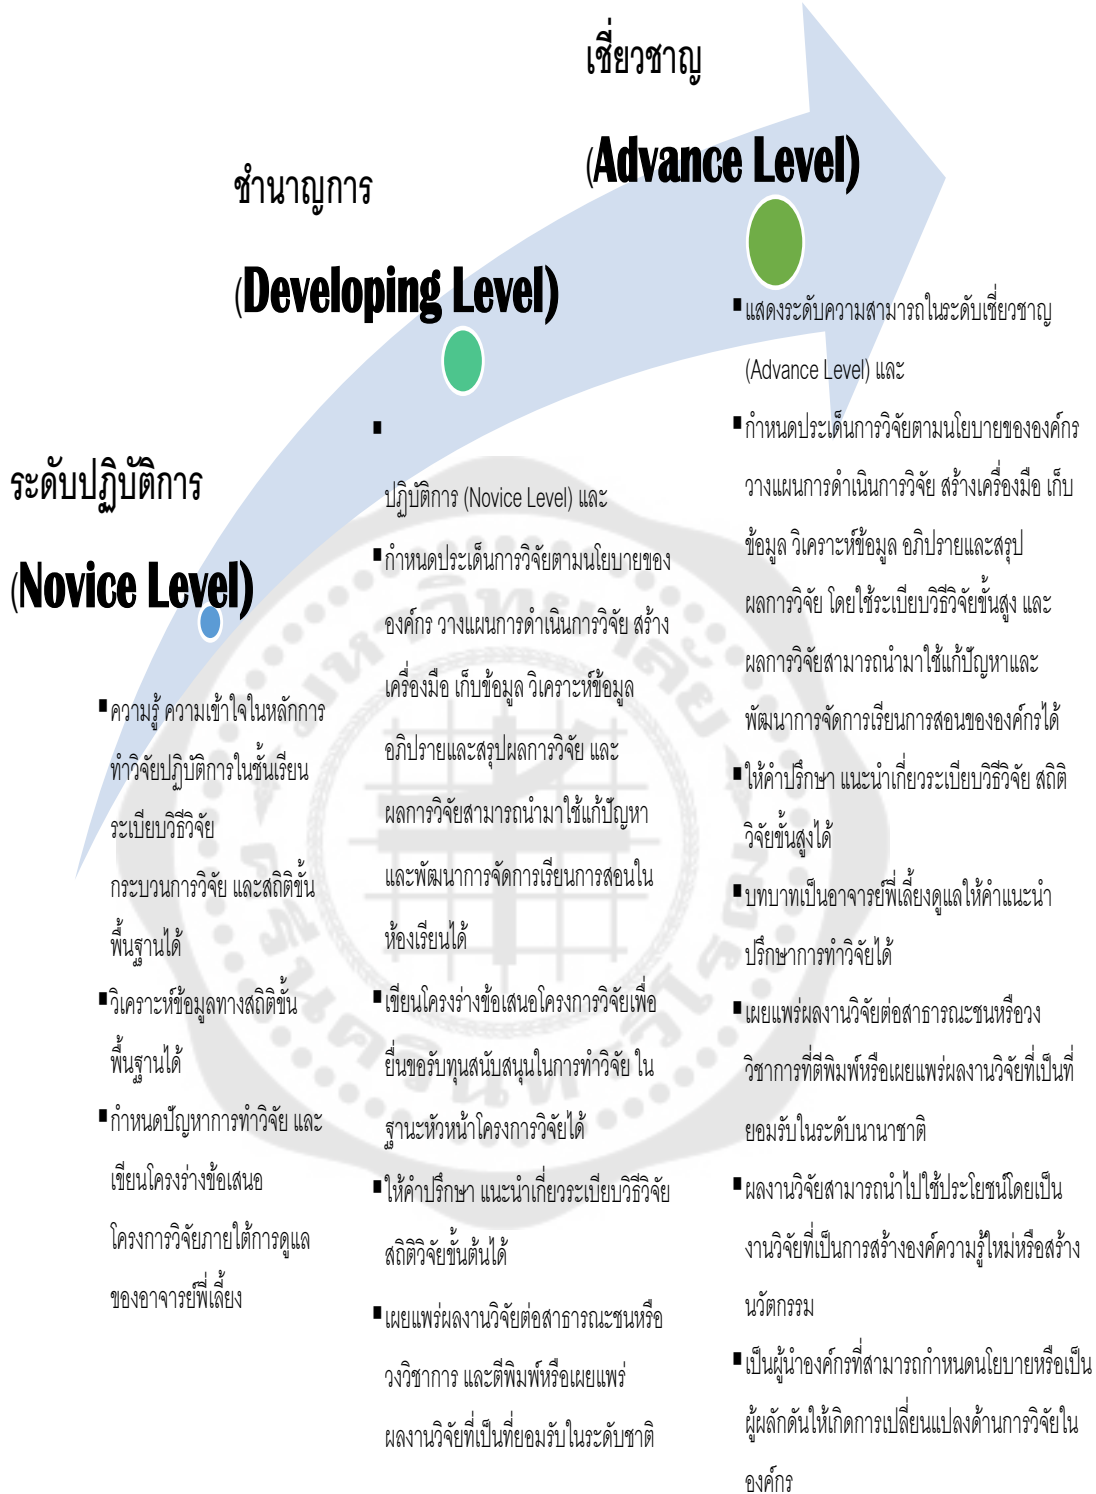 เชี่ยวชาญ
(Advance Level)
ชำนาญการ
(Developing Level)
ระดับปฏิบัติการ
(Novice Level)
▪ความรู้ ความเข้าใจในหลักการ
ทำวิจัยปฏิบัติการในชั้นเรียน
ระเบียบวิธีวิจัย
กระบวนการวิจัย และสถิติขั้น
พื้นฐานได้
▪วิเคราะห์ข้อมูลทางสถิติขั้น
พื้นฐานได้
▪กำหนดปัญหาการทำวิจัย และ
เขียนโครงร่างข้อเสนอ
โครงการวิจัยภายใต้การดูแล
ของอาจารย์พี่เลี้ยง
▪
ปฏิบัติการ (Novice Level) และ
▪กำหนดประเด็นการวิจัยตามนโยบายของ
องค์กร วางแผนการดำเนินการวิจัย สร้าง
เครื่องมือ เก็บข้อมูล วิเคราะห์ข้อมูล
อภิปรายและสรุปผลการวิจัย และ
ผลการวิจัยสามารถนำมาใช้แก้ปัญหา
และพัฒนาการจัดการเรียนการสอนใน
ห้องเรียนได้
▪เขียนโครงร่างข้อเสนอโครงการวิจัยเพื่อ
ยื่นขอรับทุนสนับสนุนในการทำวิจัย ใน
ฐานะหัวหน้าโครงการวิจัยได้
▪ให้คำปรึกษา แนะนำเกี่ยวระเบียบวิธีวิจัย
สถิติวิจัยขั้นต้นได้
▪เผยแพร่ผลงานวิจัยต่อสาธารณะชนหรือ
วงวิชาการ และตีพิมพ์หรือเผยแพร่
ผลงานวิจัยที่เป็นที่ยอมรับในระดับชาติ
▪แสดงระดับความสามารถในระดับเชี่ยวชาญ
(Advance Level) และ
▪กำหนดประเด็นการวิจัยตามนโยบายขององค์กร
วางแผนการดำเนินการวิจัย สร้างเครื่องมือ เก็บ
ข้อมูล วิเคราะห์ข้อมูล อภิปรายและสรุป
ผลการวิจัย โดยใช้ระเบียบวิธีวิจัยขั้นสูง และ
ผลการวิจัยสามารถนำมาใช้แก้ปัญหาและ
พัฒนาการจัดการเรียนการสอนขององค์กรได้
▪ให้คำปรึกษา แนะนำเกี่ยวระเบียบวิธีวิจัย สถิติ
วิจัยขั้นสูงได้
▪บทบาทเป็นอาจารย์พี่เลี้ยงดูแลให้คำแนะนำ
ปรึกษาการทำวิจัยได้
▪เผยแพร่ผลงานวิจัยต่อสาธารณะชนหรือวง
วิชาการที่ตีพิมพ์หรือเผยแพร่ผลงานวิจัยที่เป็นที่
ยอมรับในระดับนานาชาติ
▪ผลงานวิจัยสามารถนำไปใช้ประโยชน์โดยเป็น
งานวิจัยที่เป็นการสร้างองค์ความรู้ใหม่หรือสร้าง
นวัตกรรม
▪เป็นผู้นำองค์กรที่สามารถกำหนดนโยบายหรือเป็น
ผู้ผลักดันให้เกิดการเปลี่ยนแปลงด้านการวิจัยใน
องค์กร
มหาวิทยาลัย
ศรีนครินทรวิโรฒ